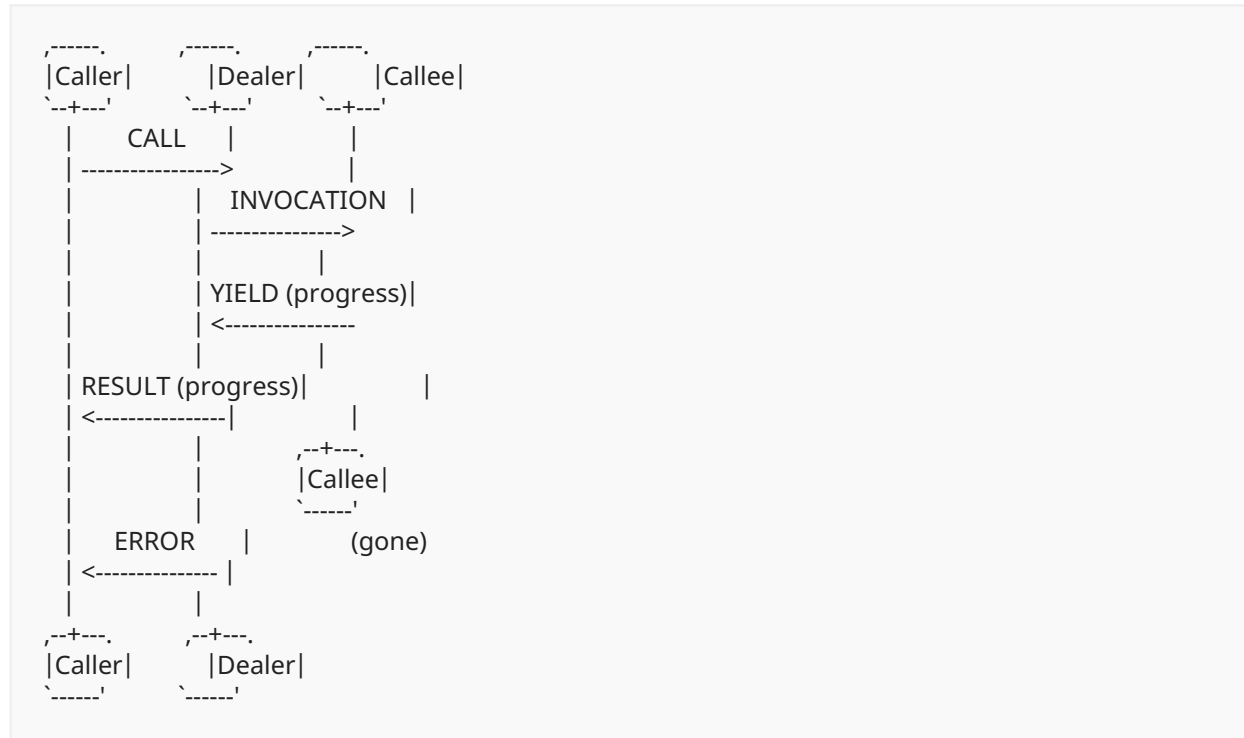 ,------.          ,------.          ,------.
|Caller|          |Dealer|          |Callee|
`--+---'          `--+---'          `--+---'
|        CALL      |                 |
| ----------------->                 |
|                  |    INVOCATION   |
|                  | ---------------->
|                  |                 |
|                  | YIELD (progress)|
|                  | <----------------
|                  |                 |
| RESULT (progress)|                 |
| <----------------|                 |
|                  |              ,--+---.
|                  |              |Callee|
|                  |              `------'
|      ERROR       |               (gone)
| <--------------- |
|                  |
,--+---.          ,--+---.
|Caller|          |Dealer|
`------'          `------'